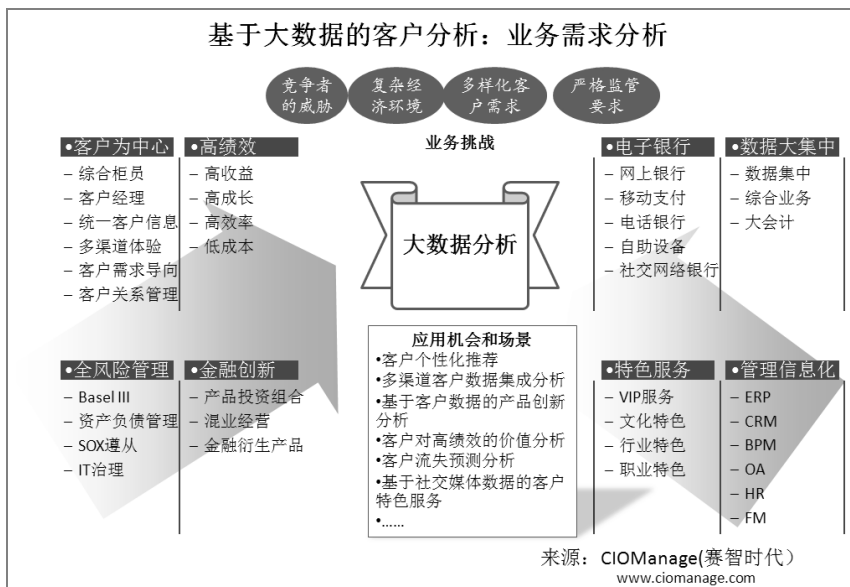 基于大数据的客户分析：业务需求分析
竞争者
的威胁
复杂经
济环境
多样化客
户需求
严格监管
要求
业务挑战
•客户为中心
– 综合柜员
– 客户经理
– 统一客户信息
– 多渠道体验
– 客户需求导向
– 客户关系管理
•高绩效
– 高收益
– 高成长
– 高效率
– 低成本
大数据分析
•电子银行
– 网上银行
– 移动支付
– 电话银行
– 自助设备
– 社交网络银行
•数据大集中
– 数据集中
– 综合业务
– 大会计
•全风险管理
– Basel III
– 资产负债管理
– SOX遵从
– IT治理
•金融创新
– 产品投资组合
– 混业经营
– 金融衍生产品
应用机会和场景
•客户个性化推荐
•多渠道客户数据集成分析
•基于客户数据的产品创新
分析
•客户对高绩效的价值分析
•客户流失预测分析
•基于社交媒体数据的客户
特色服务
•……
•特色服务
– VIP服务
– 文化特色
– 行业特色
– 职业特色
•管理信息化
– ERP
– CRM
– BPM
– OA
– HR
– FM
来源：CIOManage(赛智时代）
www.ciomanage.com